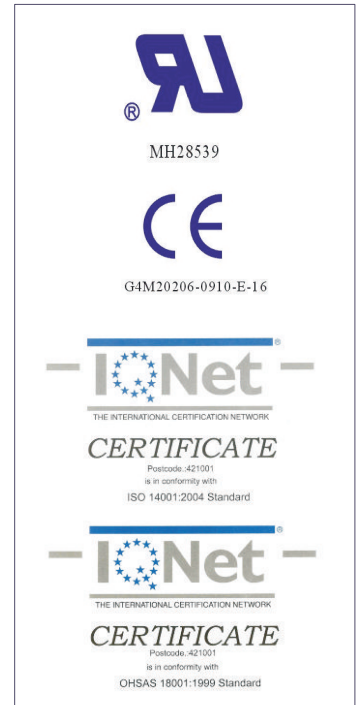 ®
MH28539
CE
G4M20206-0910-E-16
IQNet ®
THE INTERNATIONAL CERTIFICATION NETWORK
CERTIFICATE
Postcode.:421001
is in conformity with
ISO 14001:2004 Standard
IQNet ®
THE INTERNATIONAL CERTIFICATION NETWORK
CERTIFICATE
Postcode.:421001
is in conformity with
OHSAS 18001:1999 Standard